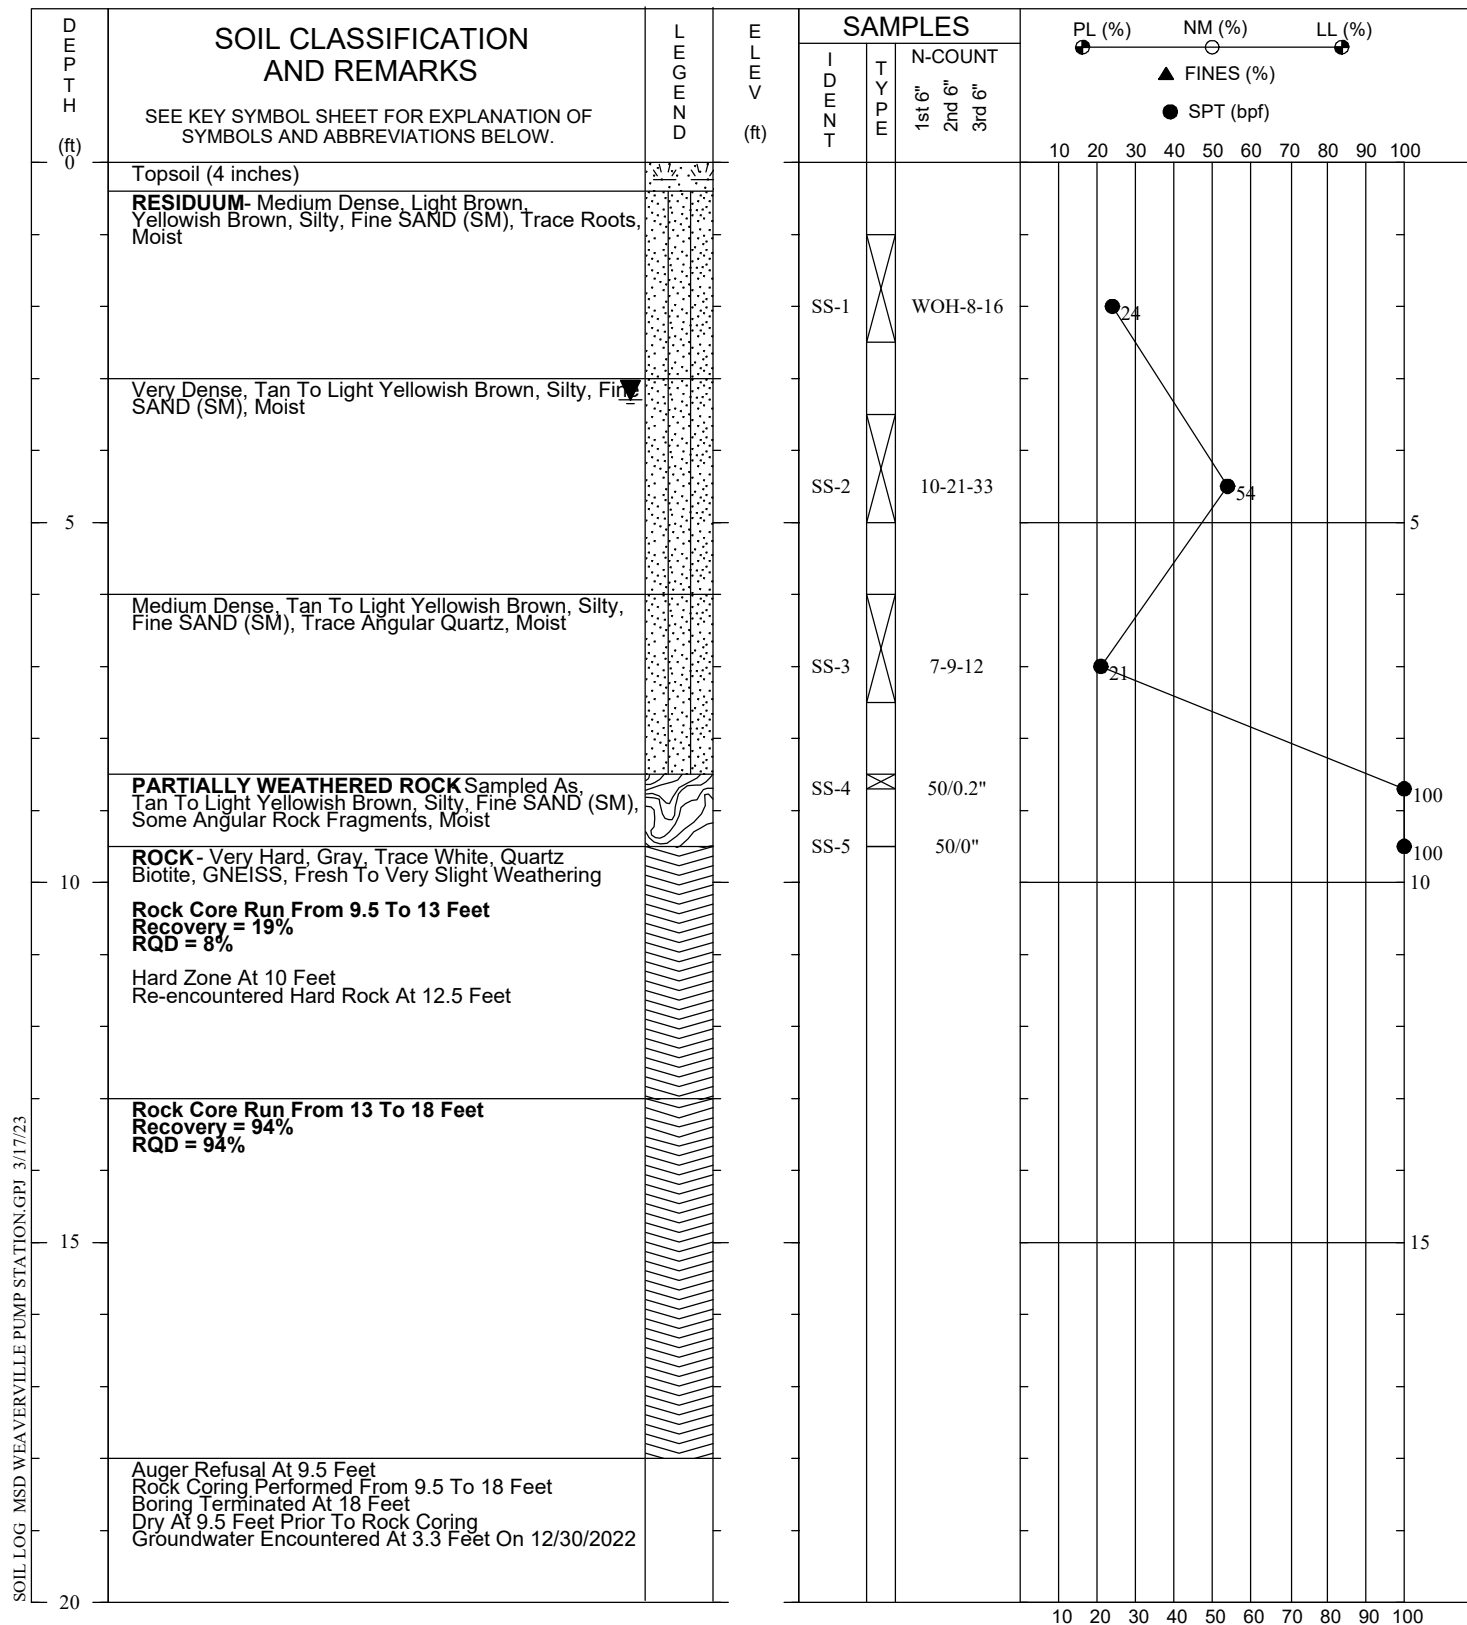 DEPTH
(ft)
SOIL CLASSIFICATION
AND REMARKS
SEE KEY SYMBOL SHEET FOR EXPLANATION OF
SYMBOLS AND ABBREVIATIONS BELOW.
LEGEND
ELEV
(ft)
SAMPLES
IDENT
TYPE
N-COUNT
1st 6"
2nd 6"
3rd 6"
PL (%) NM (%) LL (%)
FINES (%)
SPT (bpf)
10 20 30 40 50 60 70 80 90 100
0
Topsoil (4 inches)
RESIDUUM- Medium Dense, Light Brown,
Yellowish Brown, Silty, Fine SAND (SM), Trace Roots,
Moist
SS-1 WOH-8-16 24
Very Dense, Tan To Light Yellowish Brown, Silty, Fine
SAND (SM), Moist
SS-2 10-21-33 54
5 5
Medium Dense, Tan To Light Yellowish Brown, Silty,
Fine SAND (SM), Trace Angular Quartz, Moist
SS-3 7-9-12 21
PARTIALLY WEATHERED ROCK Sampled As,
Tan To Light Yellowish Brown, Silty, Fine SAND (SM),
Some Angular Rock Fragments, Moist
SS-4 50/0.2" 100
SS-5 50/0" 100
ROCK - Very Hard, Gray, Trace White, Quartz
Biotite, GNEISS, Fresh To Very Slight Weathering
10 10
Rock Core Run From 9.5 To 13 Feet
Recovery = 19%
RQD = 8%
Hard Zone At 10 Feet
Re-encountered Hard Rock At 12.5 Feet
Rock Core Run From 13 To 18 Feet
Recovery = 94%
RQD = 94%
15 15
Auger Refusal At 9.5 Feet
Rock Coring Performed From 9.5 To 18 Feet
Boring Terminated At 18 Feet
Dry At 9.5 Feet Prior To Rock Coring
Groundwater Encountered At 3.3 Feet On 12/30/2022
20
10 20 30 40 50 60 70 80 90 100
SOIL LOG MSD WEAVERVILLE PUMP STATION.GPJ 3/17/23